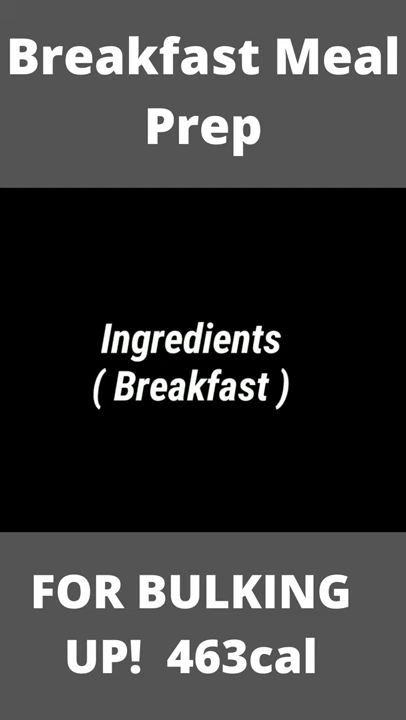 Breakfast Meal
Prep
Ingredients
( Breakfast )
FOR BULKING
UP!  463cal